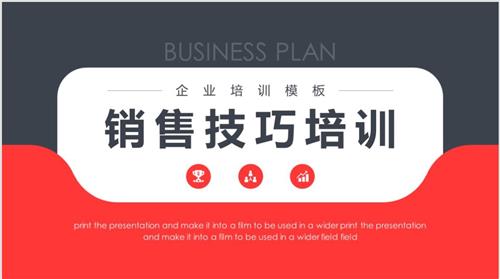 BUSINESS PLAN
企业培训模板
销售技巧培训
print the presentation and make it into a film to be used in a wider print the presentation
and make it into a film to be used in a wider field field